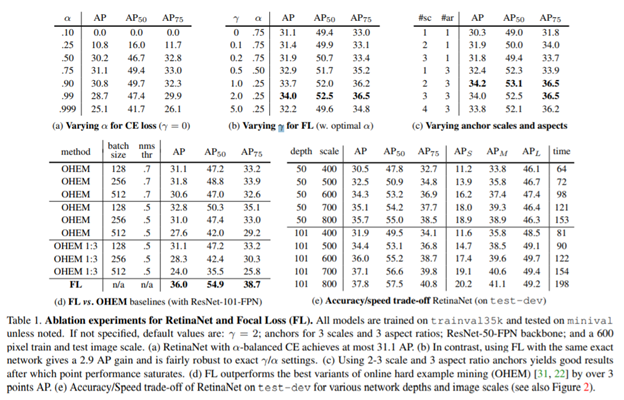 α AP AP50 AP75
.10 0.0 0.0 0.0
.25 10.8 16.0 11.7
.50 30.2 46.7 32.8
.75 31.1 49.4 33.0
.90 30.8 49.7 32.3
.99 28.7 47.4 29.9
.999 25.1 41.7 26.1
(a) Varying α for CE loss (γ = 0)
γ α AP AP50 AP75
0 .75 31.1 49.4 33.0
0.1 .75 31.4 49.9 33.1
0.2 .75 31.9 50.7 33.4
0.5 .50 32.9 51.7 35.2
1.0 .25 33.7 52.0 36.2
2.0 .25 34.0 52.5 36.5
5.0 .25 32.2 49.6 34.8
(b) Varying γ for FL (w. optimal α)
#sc #ar AP AP50 AP75
1 1 30.3 49.0 31.8
2 1 31.9 50.0 34.0
3 1 31.8 49.4 33.7
1 3 32.4 52.3 33.9
2 3 34.2 53.1 36.5
3 3 34.0 52.5 36.5
4 3 33.8 52.1 36.2
(c) Varying anchor scales and aspects
method batch size nms thr AP AP50 AP75
OHEM 128 .7 31.1 47.2 33.2
OHEM 256 .7 31.8 48.8 33.9
OHEM 512 .7 30.6 47.0 32.6
OHEM 128 .5 32.8 50.3 35.1
OHEM 256 .5 31.0 47.4 33.0
OHEM 512 .5 27.6 42.0 29.2
OHEM 1:3 128 .5 31.1 47.2 33.2
OHEM 1:3 256 .5 28.3 42.4 30.3
OHEM 1:3 512 .5 24.0 35.5 25.8
FL n/a n/a 36.0 54.9 38.7
(d) FL vs. OHEM baselines (with ResNet-101-FPN)
depth scale AP AP50 AP75 APS APM APL time
50 400 30.5 47.8 32.7 11.2 33.8 46.1 64
50 500 32.5 50.9 34.8 13.9 35.8 46.7 72
50 600 34.3 53.2 36.9 16.2 37.4 47.4 98
50 700 35.1 54.2 37.7 18.0 39.3 46.4 121
50 800 35.7 55.0 38.5 18.9 38.9 46.3 153
101 400 31.9 49.5 34.1 11.6 35.8 48.5 81
101 500 34.4 53.1 36.8 14.7 38.5 49.1 90
101 600 36.0 55.2 38.7 17.4 39.6 49.7 122
101 700 37.1 56.6 39.8 19.1 40.6 49.4 154
101 800 37.8 57.5 40.8 20.2 41.1 49.2 198
(e) Accuracy/speed trade-off RetinaNet (on test-dev)
Table 1. Ablation experiments for RetinaNet and Focal Loss (FL). All models are trained on trainval35k and tested on minival
unless noted. If not specified, default values are: γ = 2; anchors for 3 scales and 3 aspect ratios; ResNet-50-FPN backbone; and a 600
pixel train and test image scale. (a) RetinaNet with α-balanced CE achieves at most 31.1 AP. (b) In contrast, using FL with the same exact
network gives a 2.9 AP gain and is fairly robust to exact γ/α settings. (c) Using 2-3 scale and 3 aspect ratio anchors yields good results
after which point performance saturates. (d) FL outperforms the best variants of online hard example mining (OHEM) [31, 22] by over 3
points AP. (e) Accuracy/Speed trade-off of RetinaNet on test-dev for various network depths and image scales (see also Figure 2).